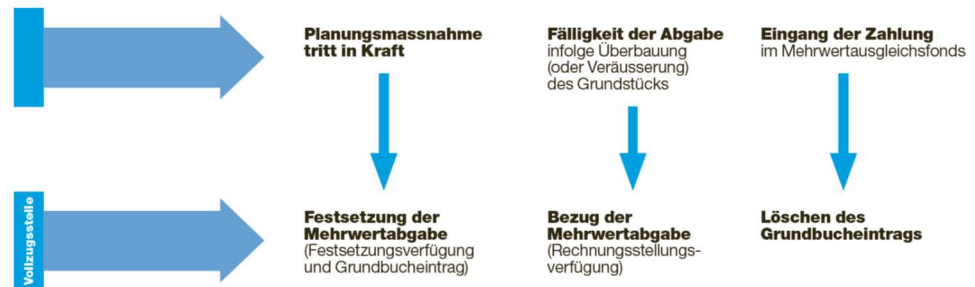 Planungsmassnahme
tritt in Kraft
Fälligkeit der Abgabe
infolge Überbauung
(oder Veräusserung)
des Grundstücks
Eingang der Zahlung
im Mehrwertausgleichsfonds
Vollzugsstelle
Festsetzung der
Mehrwertabgabe
(Festsetzungsverfügung
und Grundbucheintrag)
Bezug der
Mehrwertabgabe
(Rechnungsstellungs-
verfügung)
Löschen des
Grundbucheintrags